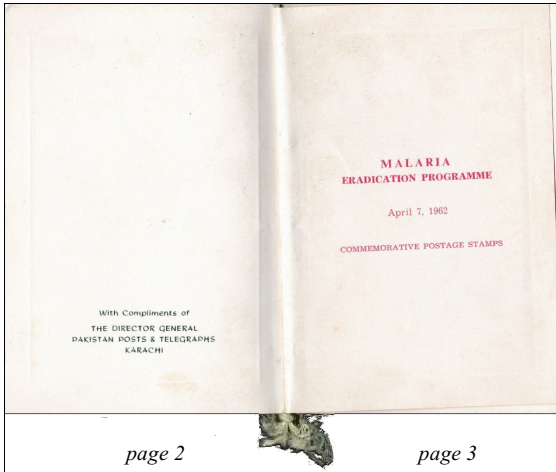 With Compliments of
THE DIRECTOR GENERAL
PAKISTAN POSTS & TELEGRAPHS
KARACHI
MALARIA
ERADICATION PROGRAMME
April 7, 1962
COMMEMORATIVE POSTAGE STAMPS
page 2
page 3